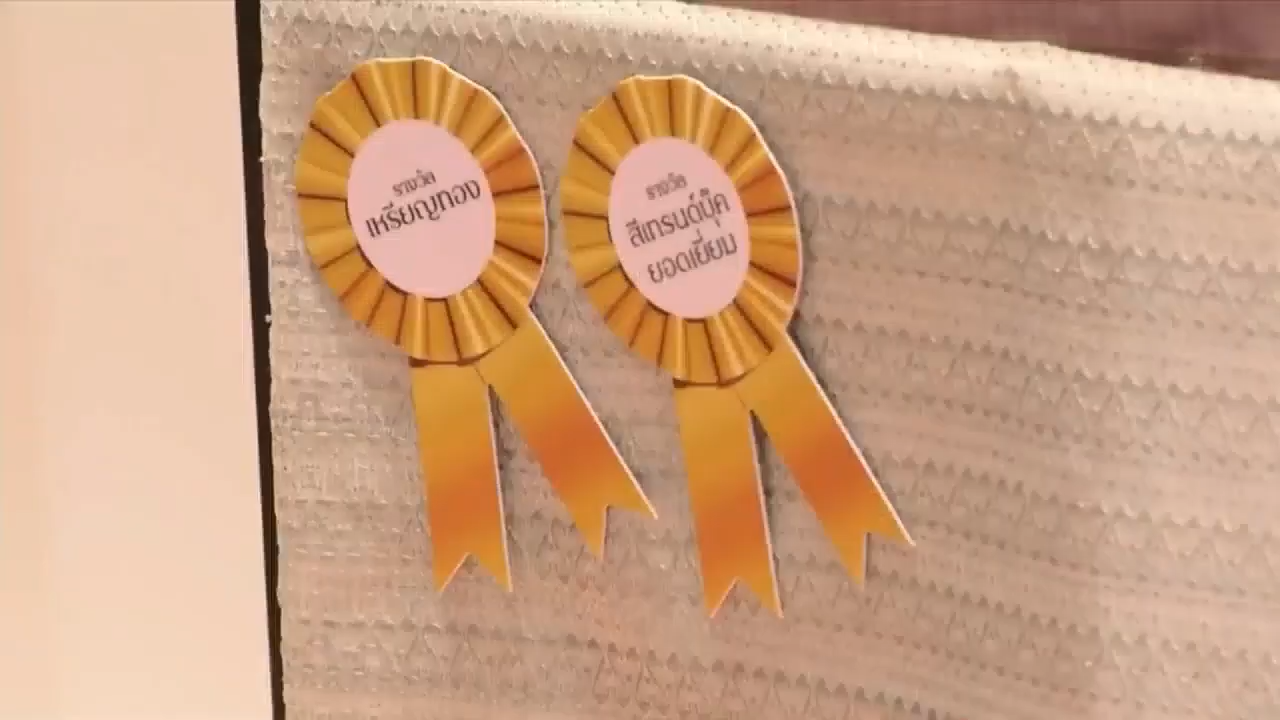 รางวัล
เหรียญทอง
รางวัล
สีเทรนด์บุ๊ค
ยอดเยี่ยม